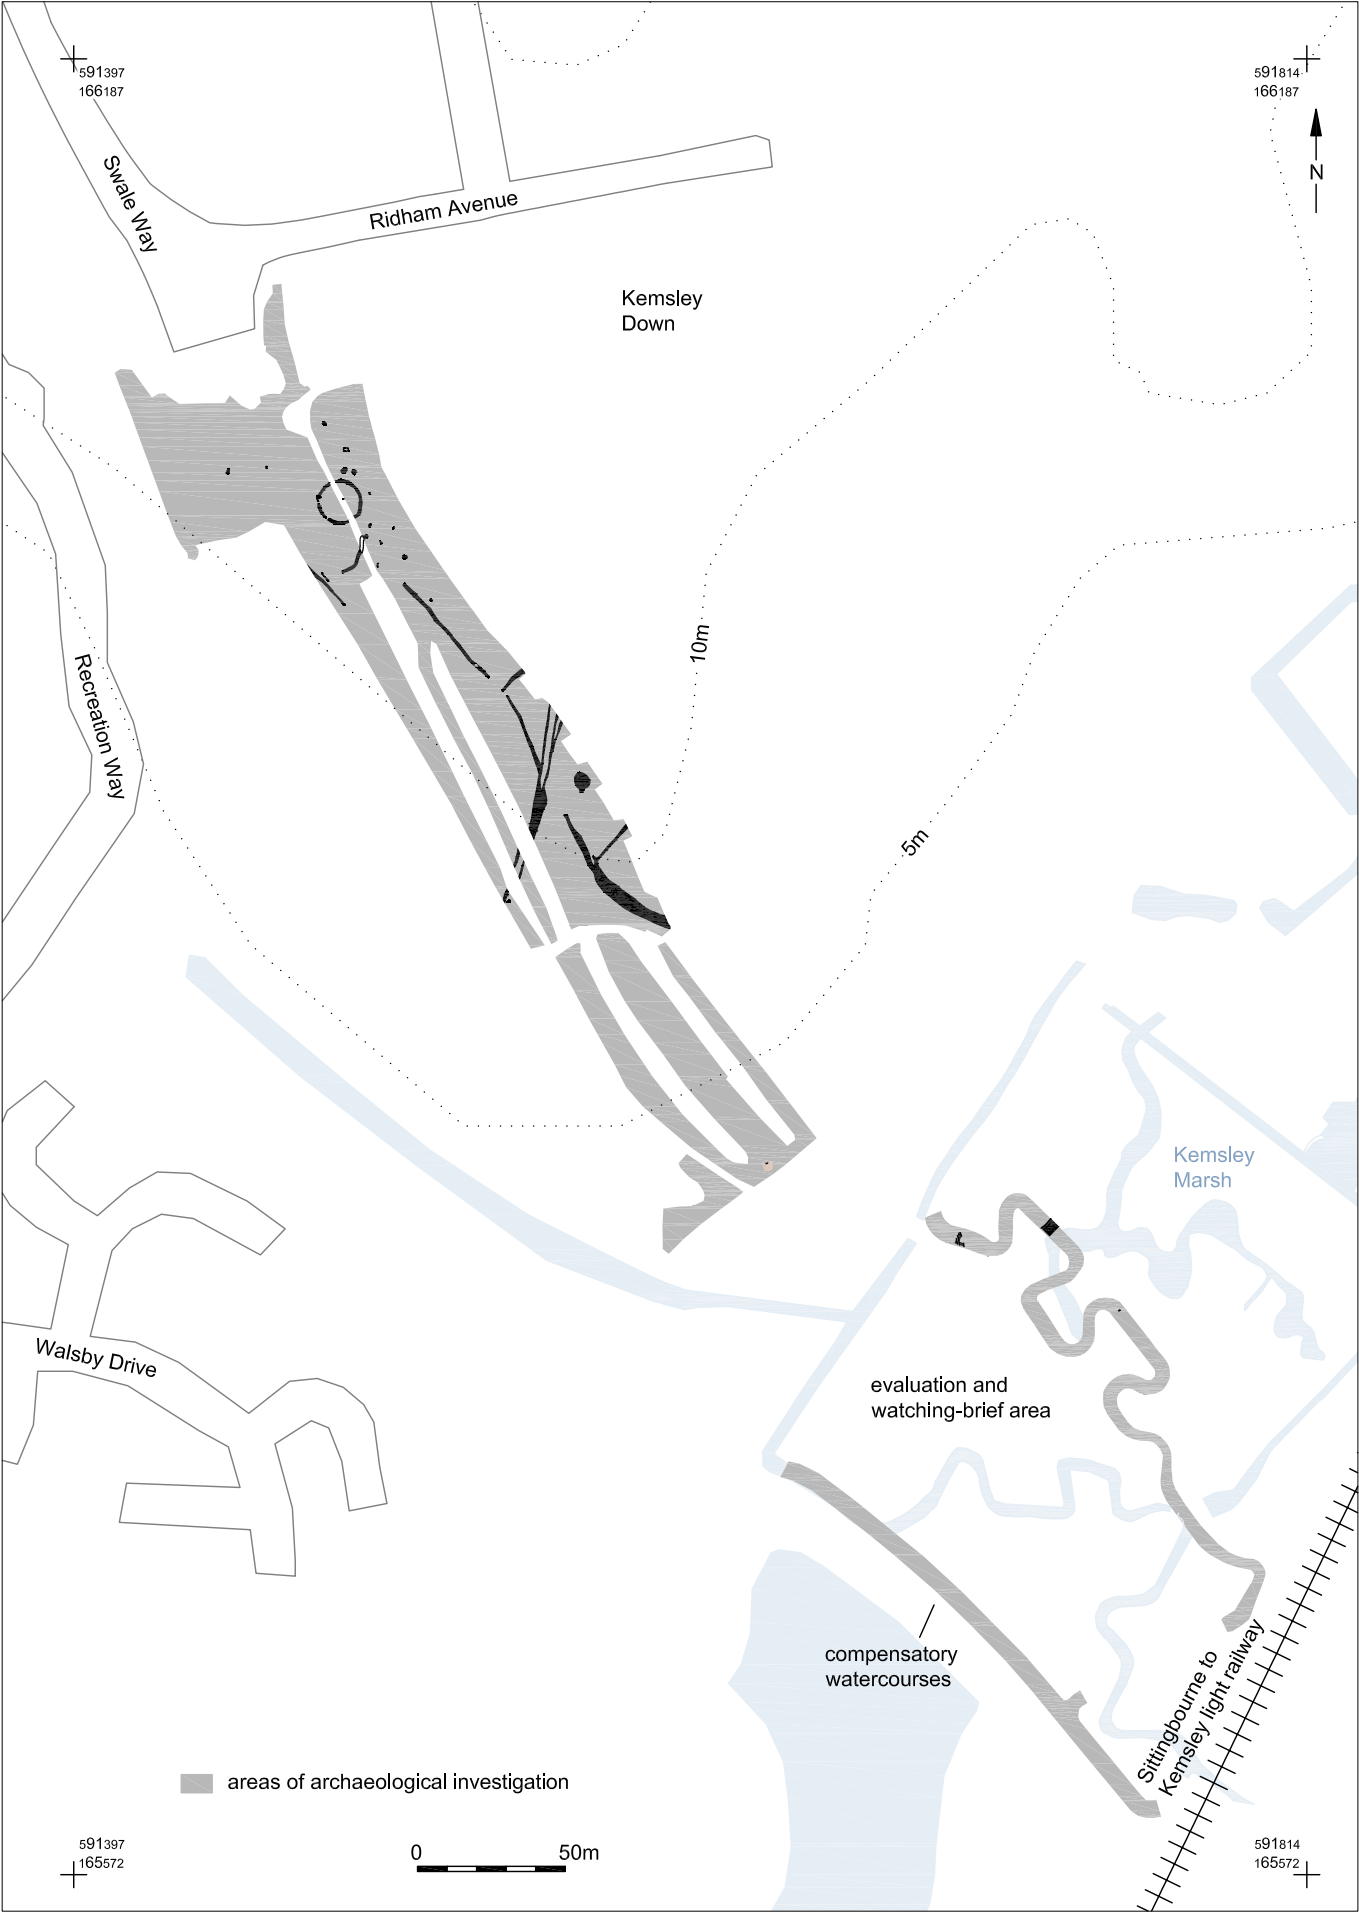 591397
166187
591814
166187
N
Swale Way
Ridham Avenue
Kemsley
Down
10m
Recreation Way
5m
Kemsley
Marsh
Walsby Drive
evaluation and
watching-brief area
compensatory
watercourses
Sittingbourne to
Kemsley light railway
areas of archaeological investigation
0
50m
591397
165572
591814
165572